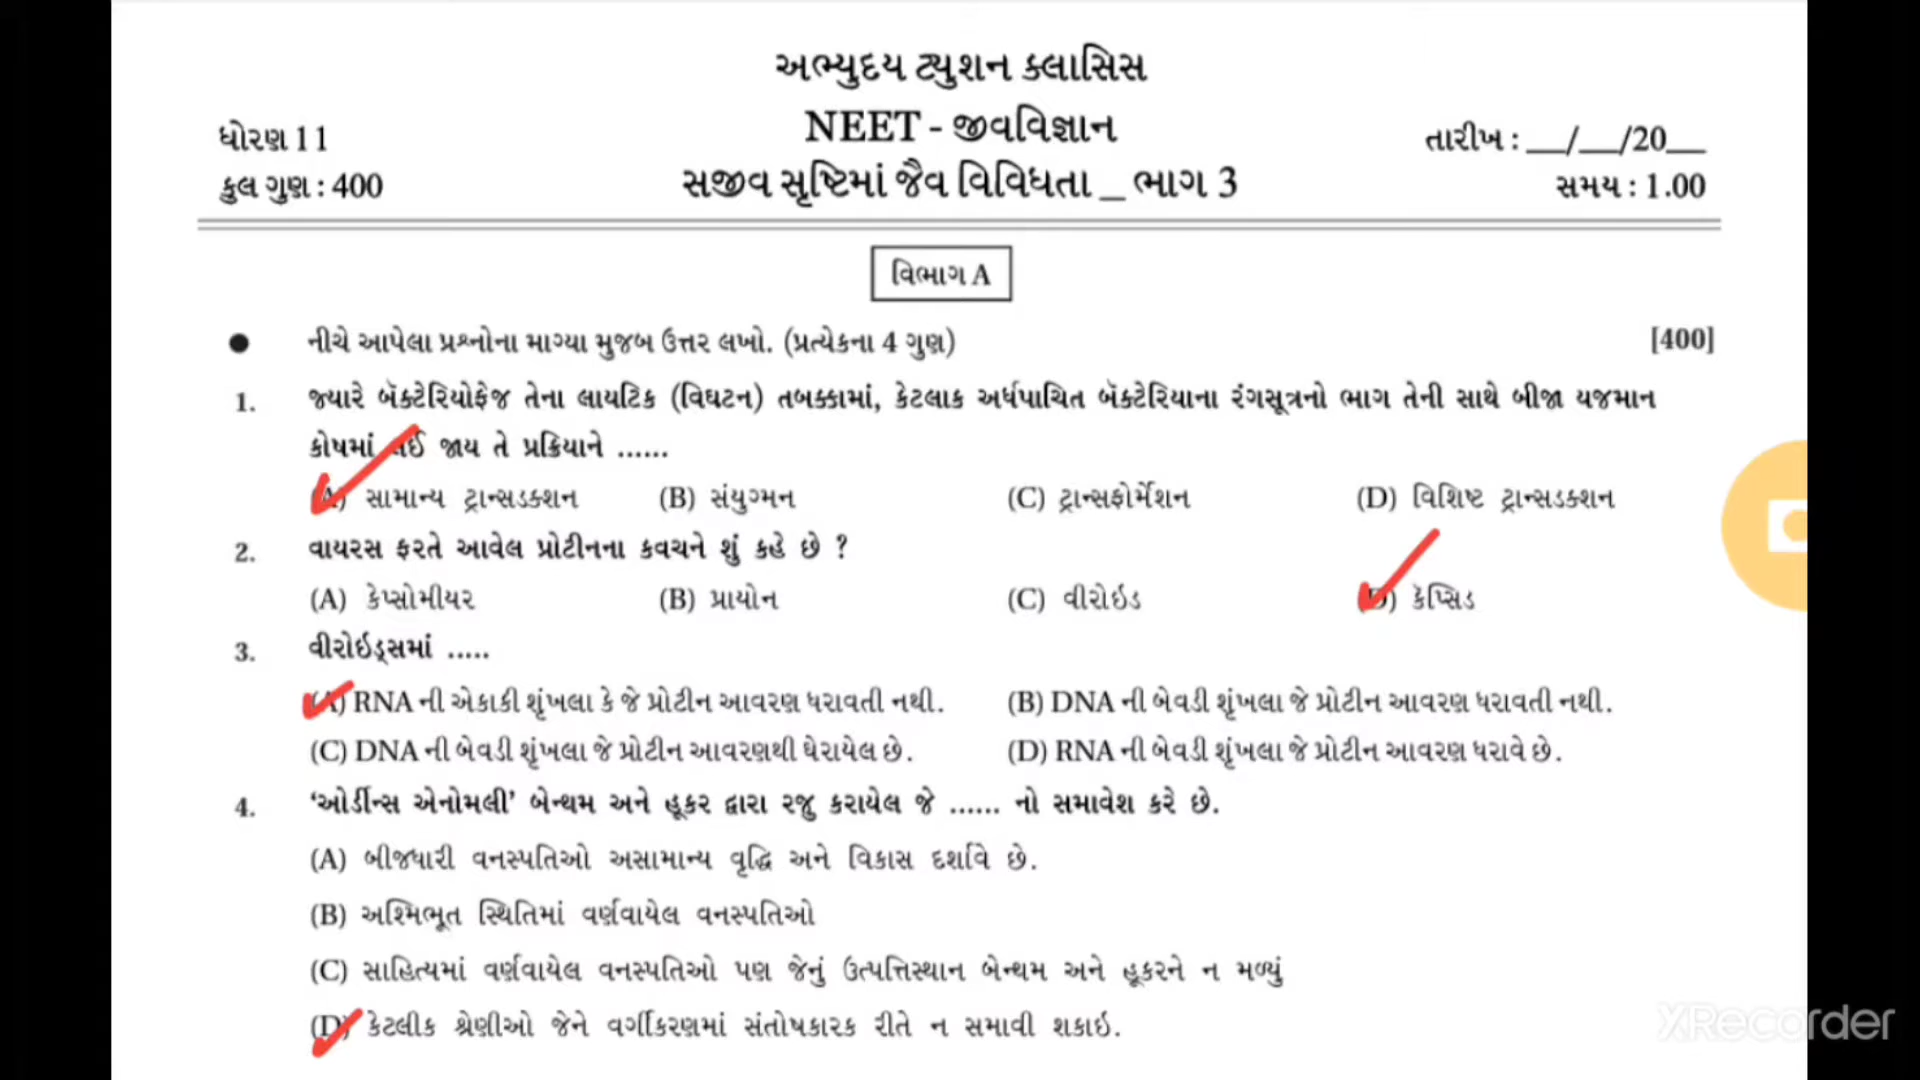 અભ્યુદય ટ્યુશન ક્લાસિસ
NEET - જીવવિજ્ઞાન
ધોરણ 11
તારીખ : __/__/20__
સજીવ સૃષ્ટિમાં જૈવ વિવિધતા _ ભાગ 3
કુલ ગુણ : 400
સમય : 1.00
વિભાગ A
● નીચે આપેલા પ્રશ્નોના માગ્યા મુજબ ઉત્તર લખો. (પ્રત્યેકના 4 ગુણ) [400]
1. જ્યારે બૅક્ટેરિયોફેજ તેના લાયટિક (વિઘટન) તબક્કામાં, કેટલાક અર્ધપાચિત બૅક્ટેરિયાના રંગસૂત્રનો ભાગ તેની સાથે બીજા યજમાન
કોષમાં લઈ જાય તે પ્રક્રિયાને ......
(A) સામાન્ય ટ્રાન્સડક્શન (B) સંયુગ્મન (C) ટ્રાન્સફોર્મેશન (D) વિશિષ્ટ ટ્રાન્સડક્શન
2. વાયરસ ફરતે આવેલ પ્રોટીનના કવચને શું કહે છે ?
(A) કેપ્સોમીયર (B) પ્રાયોન (C) વીરોઇડ (D) કૅપ્સિડ
3. વીરોઇડ્સમાં .....
(A) RNA ની એકાકી શૃંખલા કે જે પ્રોટીન આવરણ ધરાવતી નથી. (B) DNA ની બેવડી શૃંખલા જે પ્રોટીન આવરણ ધરાવતી નથી.
(C) DNA ની બેવડી શૃંખલા જે પ્રોટીન આવરણથી ઘેરાયેલ છે. (D) RNA ની બેવડી શૃંખલા જે પ્રોટીન આવરણ ધરાવે છે.
4. ‘ઓર્ડીન્સ એનોમલી’ બેન્થમ અને હૂકર દ્વારા રજુ કરાયેલ જે ...... નો સમાવેશ કરે છે.
(A) બીજધારી વનસ્પતિઓ અસામાન્ય વૃદ્ધિ અને વિકાસ દર્શાવે છે.
(B) અશ્મિભૂત સ્થિતિમાં વર્ણવાયેલ વનસ્પતિઓ
(C) સાહિત્યમાં વર્ણવાયેલ વનસ્પતિઓ પણ જેનું ઉત્પત્તિસ્થાન બેન્થમ અને હૂકરને ન મળ્યું
(D) કેટલીક શ્રેણીઓ જેને વર્ગીકરણમાં સંતોષકારક રીતે ન સમાવી શકાઇ.
XRecorder